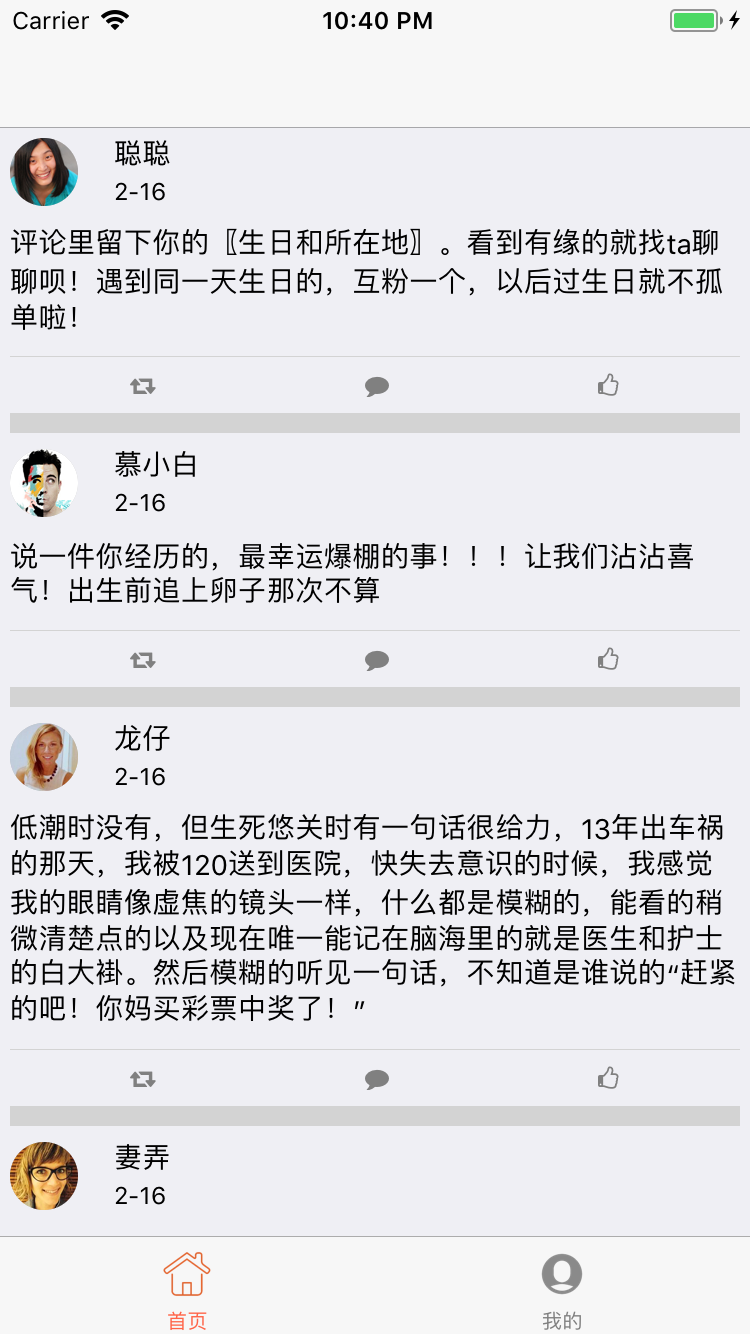 Carrier 10:40 PM
聪聪
2-16
评论里留下你的〖生日和所在地〗。看到有缘的就找ta聊
聊呗！遇到同一天生日的，互粉一个，以后过生日就不孤
单啦！
慕小白
2-16
说一件你经历的，最幸运爆棚的事！！！让我们沾沾喜
气！出生前追上卵子那次不算
龙仔
2-16
低潮时没有，但生死悠关时有一句话很给力，13年出车祸
的那天，我被120送到医院，快失去意识的时候，我感觉
我的眼睛像虚焦的镜头一样，什么都是模糊的，能看的稍
微清楚点的以及现在唯一能记在脑海里的就是医生和护士
的白大褂。然后模糊的听见一句话，不知道是谁说的“赶紧
的吧！你妈买彩票中奖了！”
妻弄
2-16
首页 我的